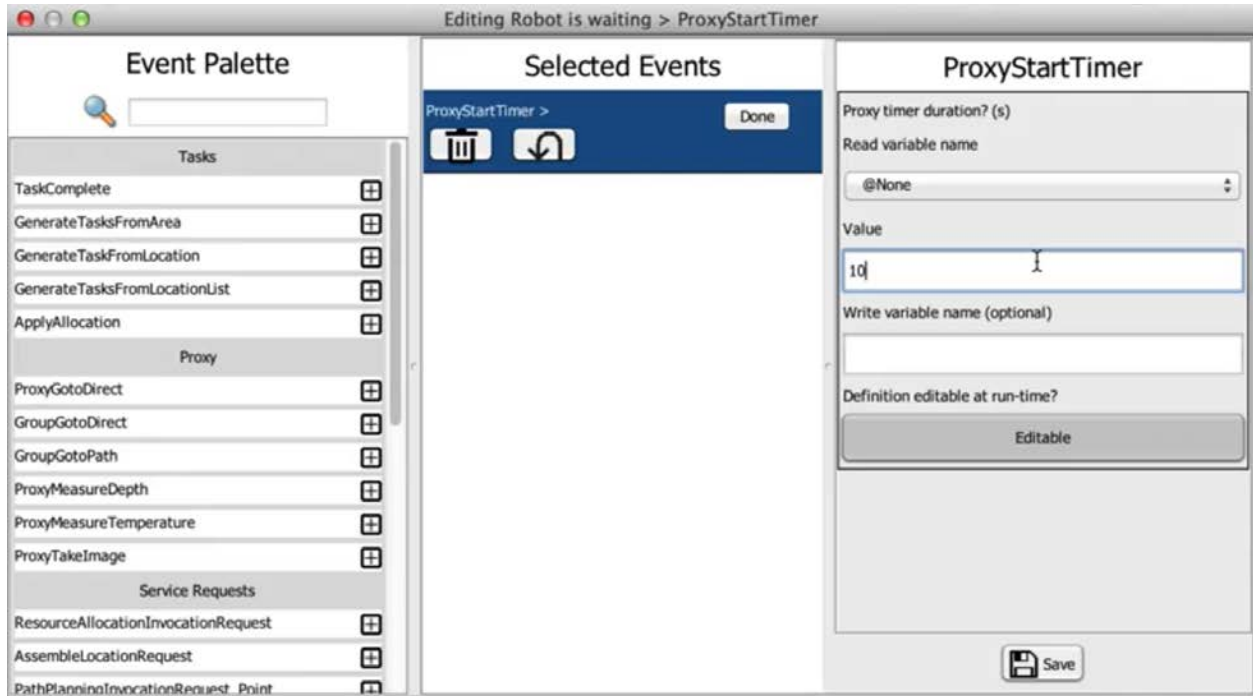 Editing Robot is waiting > ProxyStartTimer
Event Palette
Tasks
TaskComplete
GenerateTasksFromArea
GenerateTaskFromLocation
GenerateTasksFromLocationList
ApplyAllocation
Proxy
ProxyGotoDirect
GroupGotoDirect
GroupGotoPath
ProxyMeasureDepth
ProxyMeasureTemperature
ProxyTakeImage
Service Requests
ResourceAllocationInvocationRequest
AssembleLocationRequest
PathPlanningInvocationRequest_Point
Selected Events
ProxyStartTimer >
Done
ProxyStartTimer
Proxy timer duration? (s)
Read variable name
@None
Value
10
Write variable name (optional)
Definition editable at run-time?
Editable
Save